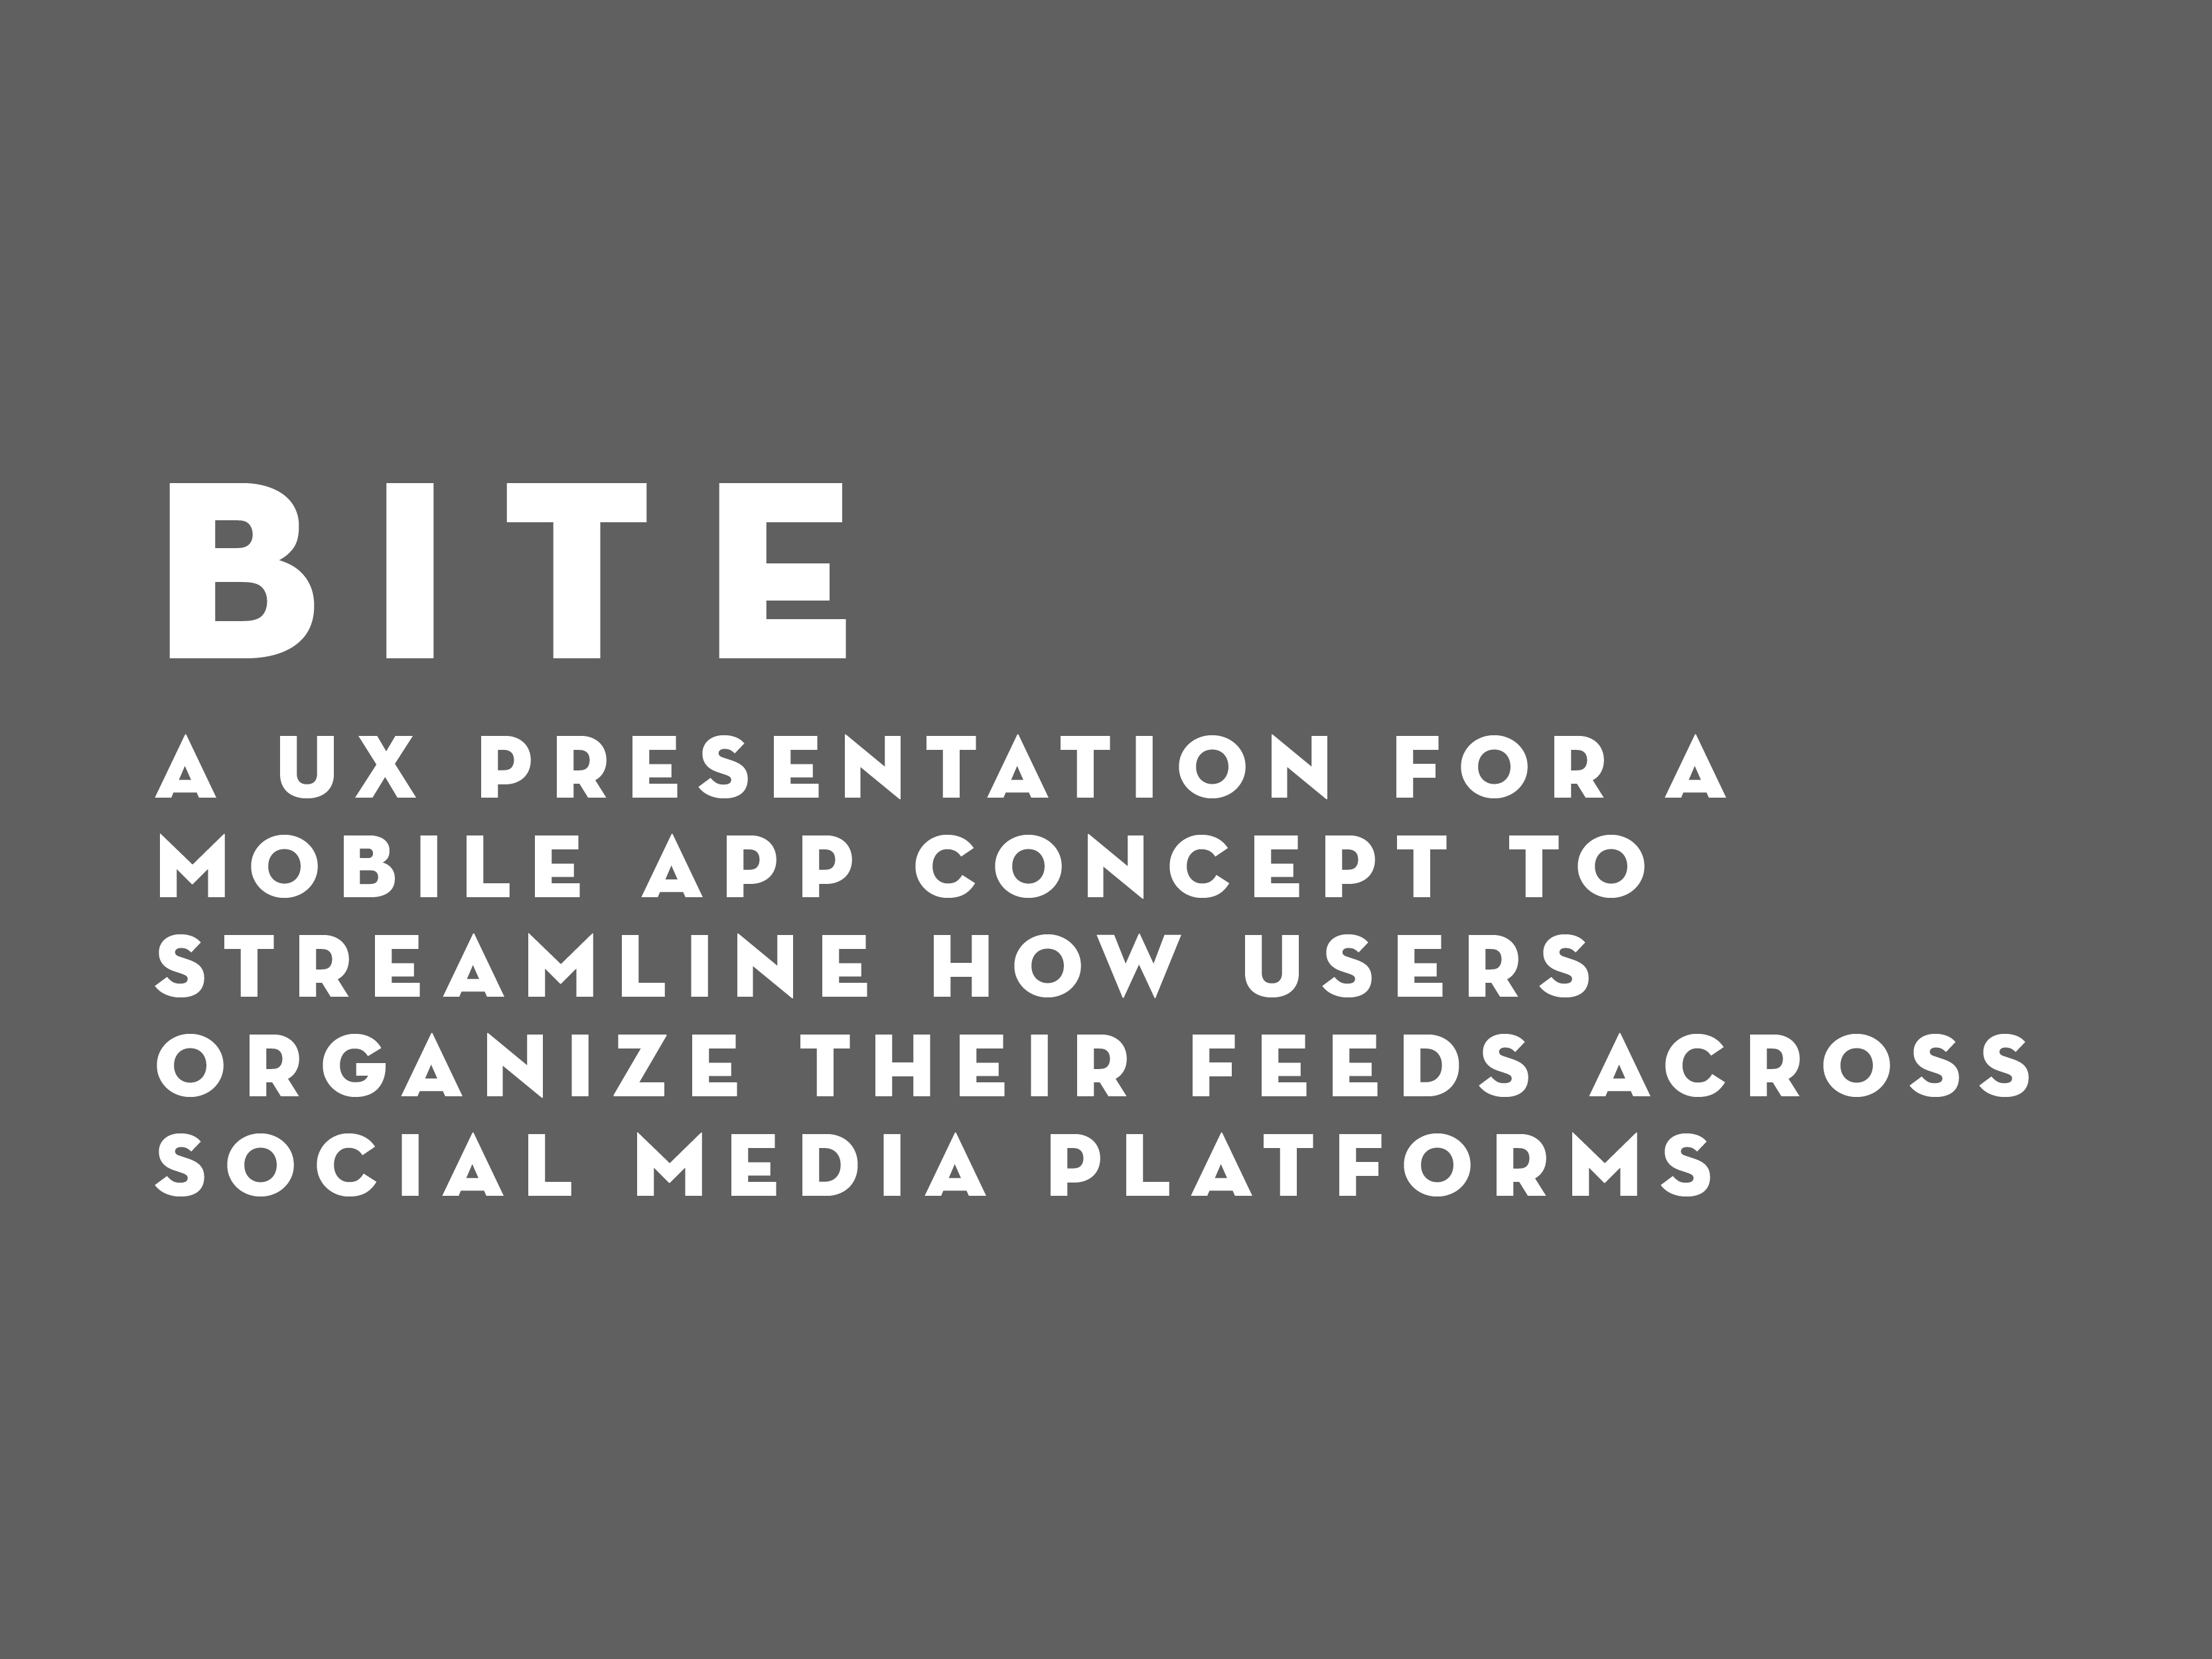 BITE
A UX PRESENTATION FOR A
MOBILE APP CONCEPT TO
STREAMLINE HOW USERS
ORGANIZE THEIR FEEDS ACROSS
SOCIAL MEDIA PLATFORMS